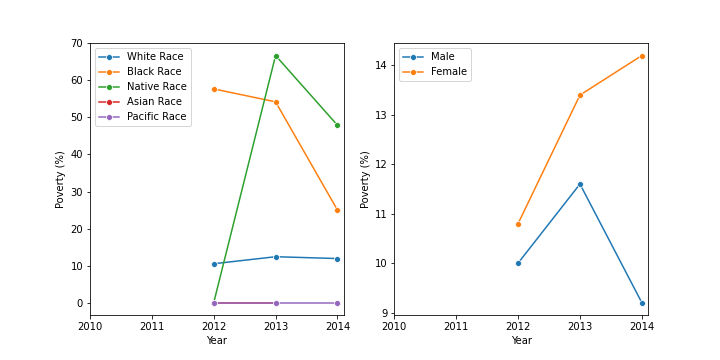 70
60
50
40
30
20
10
0
Poverty (%)
White Race
Black Race
Native Race
Asian Race
Pacific Race
2010 2011 2012 2013 2014
Year
14
13
12
11
10
9
Poverty (%)
Male
Female
2010 2011 2012 2013 2014
Year